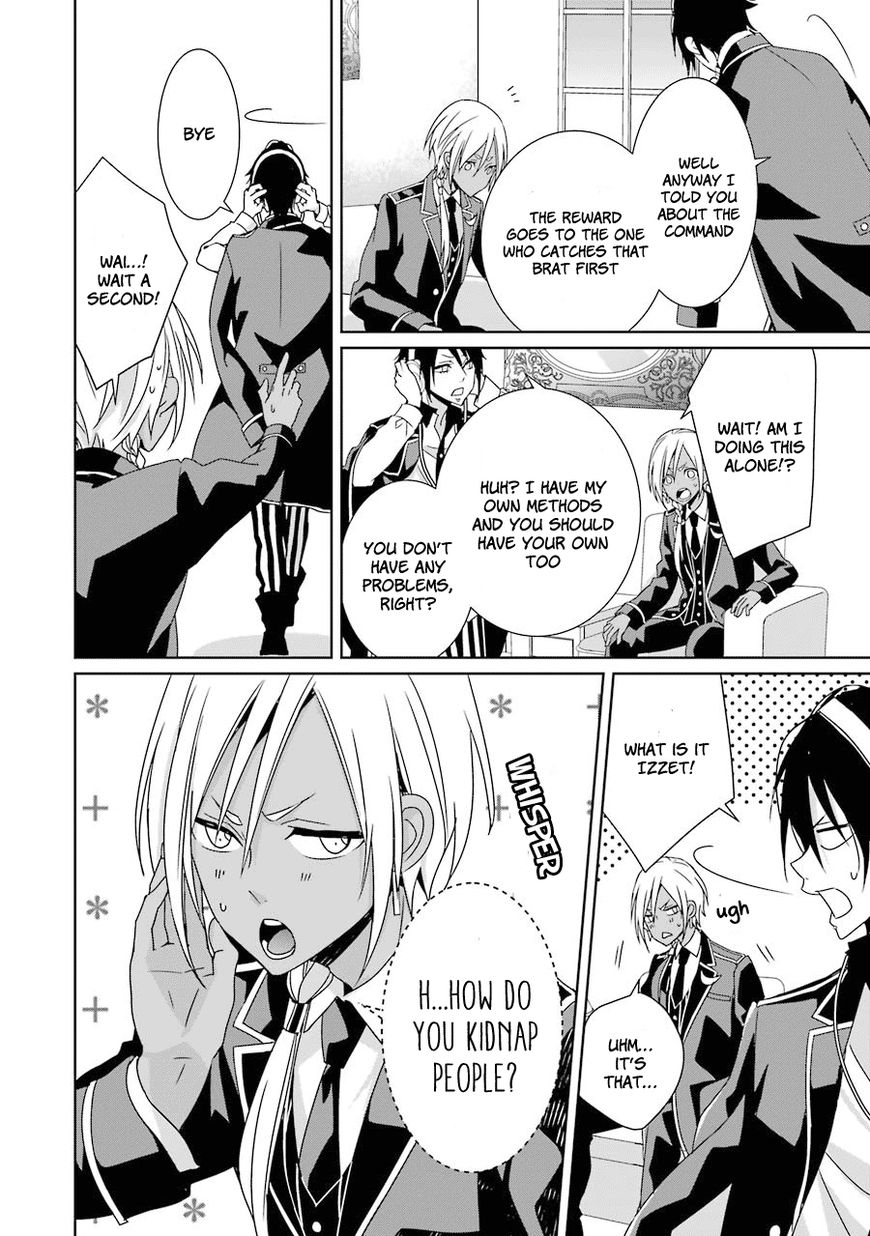 WELL
ANYWAY I
TOLD YOU
ABOUT THE
COMMAND
THE REWARD
GOES TO THE ONE
WHO CATCHES THAT
BRAT FIRST
BYE
WAI...!
WAIT A
SECOND!
WAIT! AM I
DOING THIS
ALONE!?
HUH? I HAVE MY
OWN METHODS
AND YOU SHOULD
HAVE YOUR OWN
TOO
YOU DON'T
HAVE ANY
PROBLEMS,
RIGHT?
WHAT IS IT
IZZET!
ugh
UHM...
IT'S
THAT...
WHISPER
H...HOW DO
YOU KIDNAP
PEOPLE?